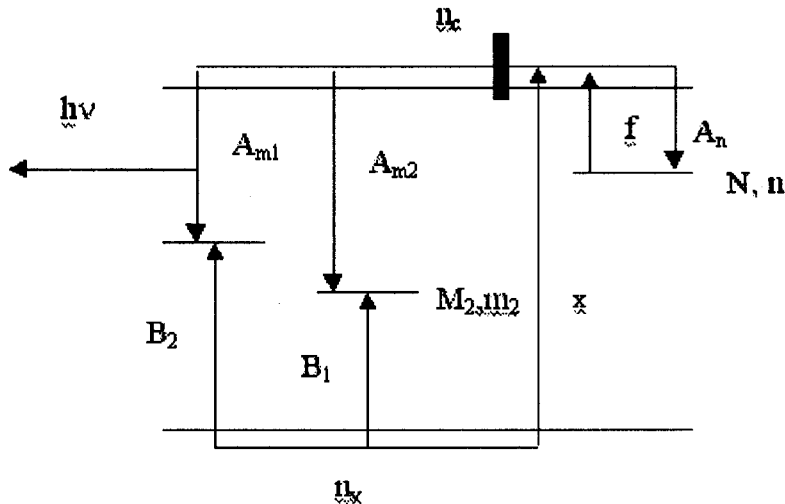 n_c
hν
A_m1
A_m2
f
A_n
N, n
B_2
M_2,m_2
x
B_1
n_x